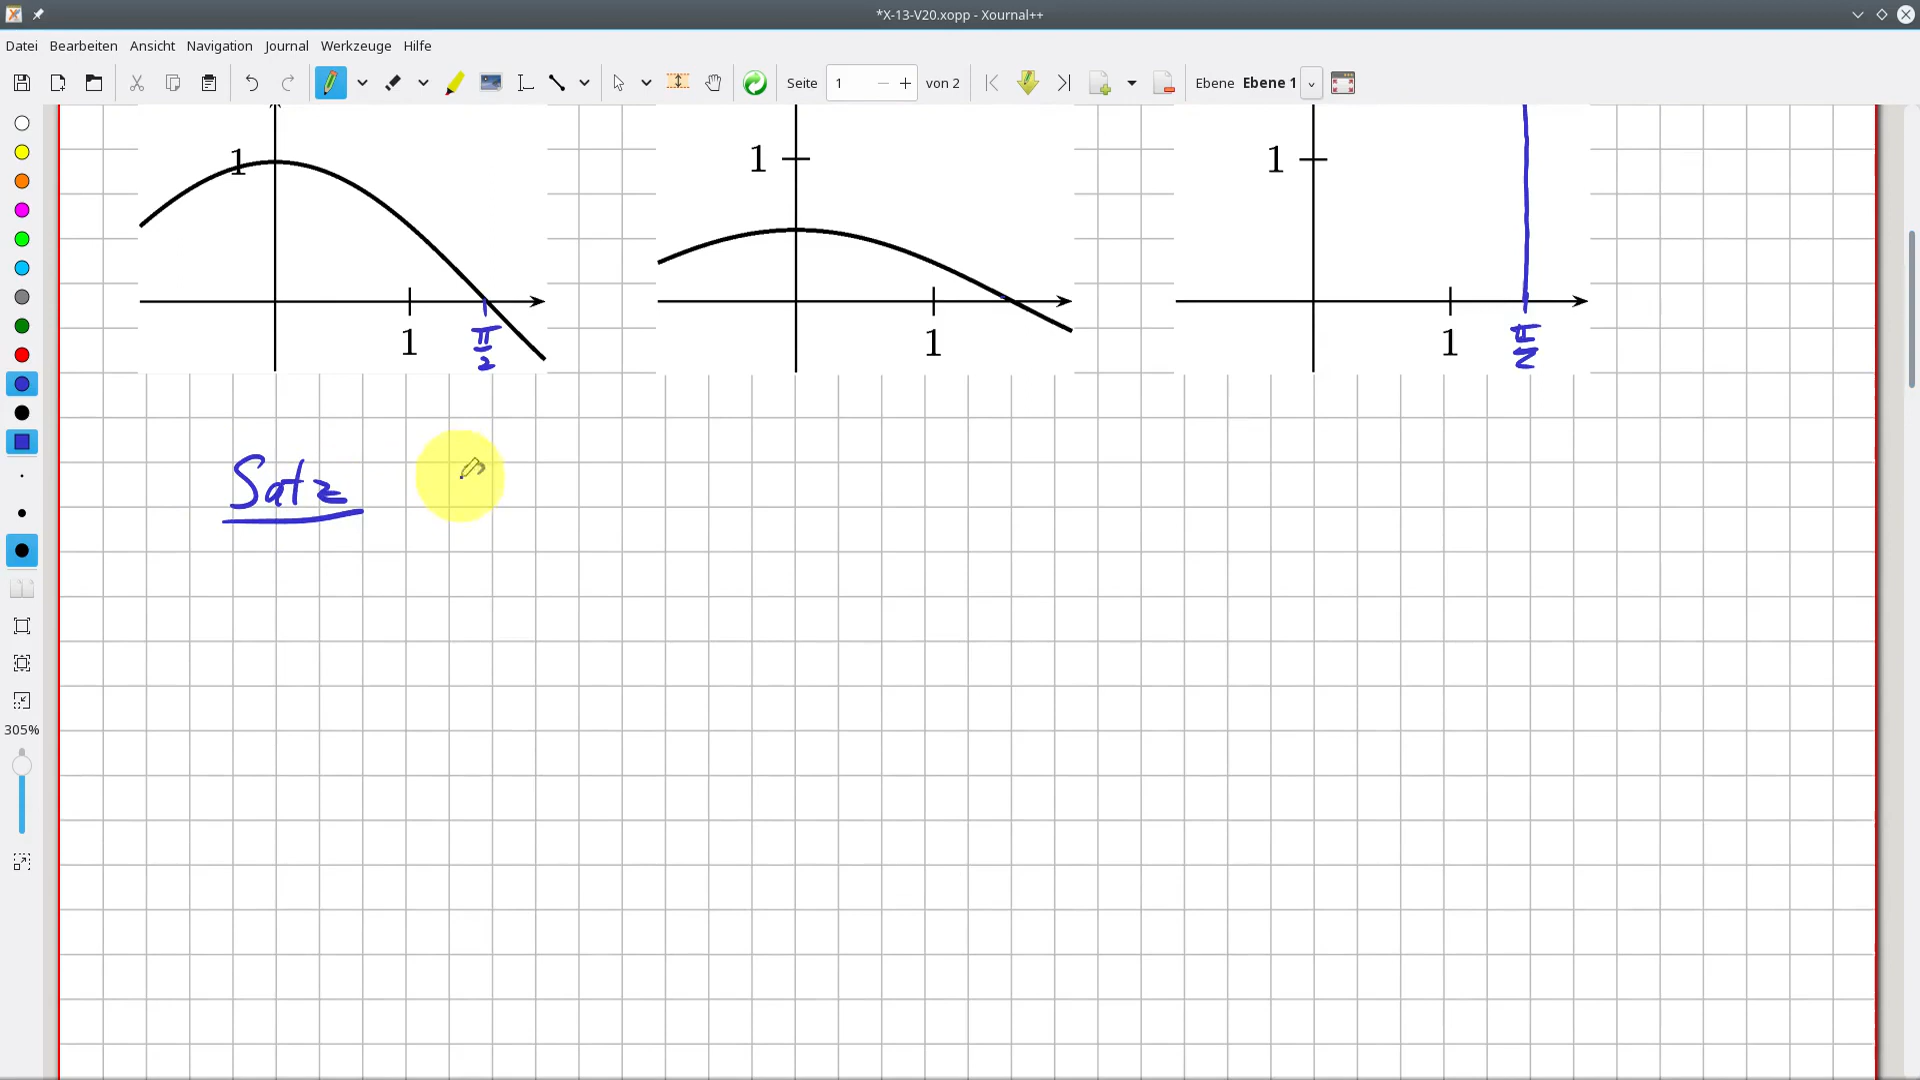 *X-13-V20.xopp - Xournal++
Datei Bearbeiten Ansicht Navigation Journal Werkzeuge Hilfe
Seite 1 von 2 Ebene Ebene 1
1 1 1
1 π/2 1 1 π/2
Satz
305%